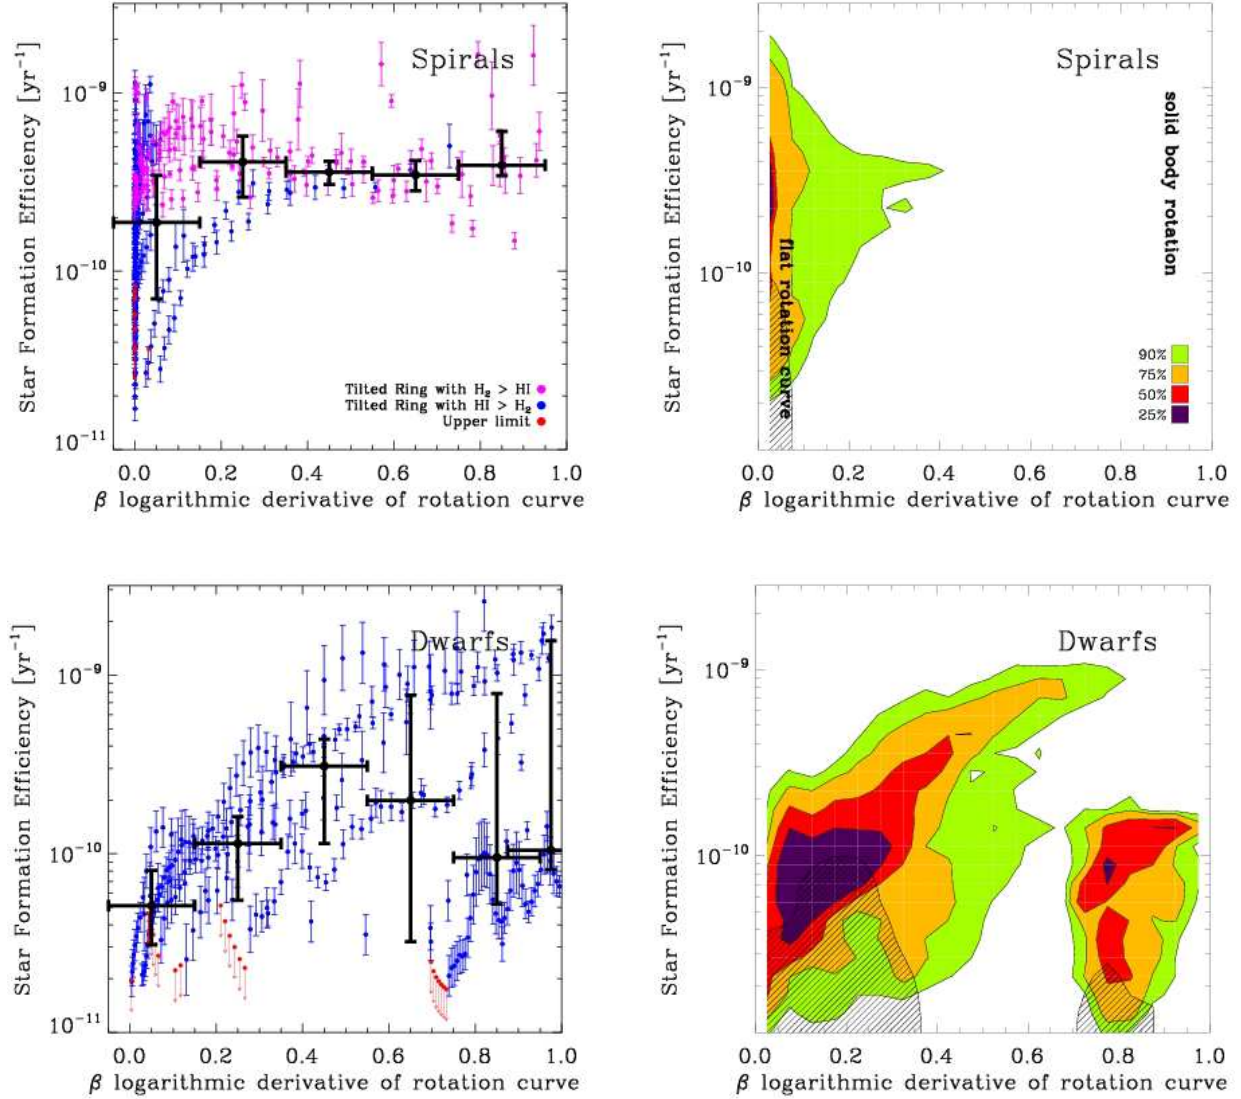 Spirals
Star Formation Efficiency [yr⁻¹]
10⁻⁹
10⁻¹⁰
10⁻¹¹
Tilted Ring with H₂ > HI
Tilted Ring with HI > H₂
Upper limit
0.0 0.2 0.4 0.6 0.8 1.0
β logarithmic derivative of rotation curve
Spirals
Star Formation Efficiency [yr⁻¹]
10⁻⁹
10⁻¹⁰
flat rotation curve
solid body rotation
90%
75%
50%
25%
0.0 0.2 0.4 0.6 0.8 1.0
β logarithmic derivative of rotation curve
Dwarfs
Star Formation Efficiency [yr⁻¹]
10⁻⁹
10⁻¹⁰
10⁻¹¹
0.0 0.2 0.4 0.6 0.8 1.0
β logarithmic derivative of rotation curve
Dwarfs
Star Formation Efficiency [yr⁻¹]
10⁻⁹
10⁻¹⁰
0.0 0.2 0.4 0.6 0.8 1.0
β logarithmic derivative of rotation curve